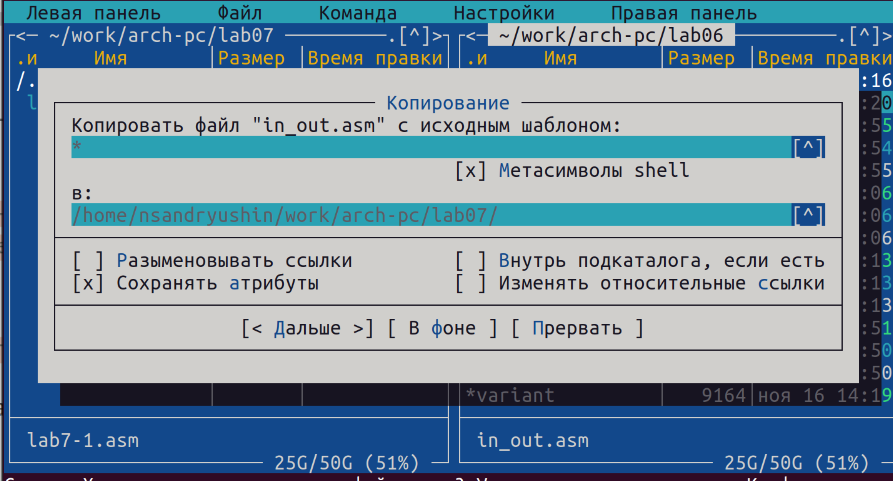 Левая панель Файл Команда Настройки Правая панель
<─ ~/work/arch-pc/lab07 .[^]> <─ ~/work/arch-pc/lab06 .[^]>
.и Имя Размер Время правки .и Имя Размер Время правки
/. :16
l :20
Копирование :20
Копировать файл "in_out.asm" с исходным шаблоном: :55
* [^] :54
[x] Метасимволы shell :55
в: :06
/home/nsandryushin/work/arch-pc/lab07/ [^] :06
:06
[ ] Разыменовывать ссылки [ ] Внутрь подкаталога, если есть :13
[x] Сохранять атрибуты [ ] Изменять относительные ссылки :13
:13
[< Дальше >] [ В фоне ] [ Прервать ] :51
:50
:50
*variant 9164 ноя 16 14:19
lab7-1.asm in_out.asm
25G/50G (51%) 25G/50G (51%)